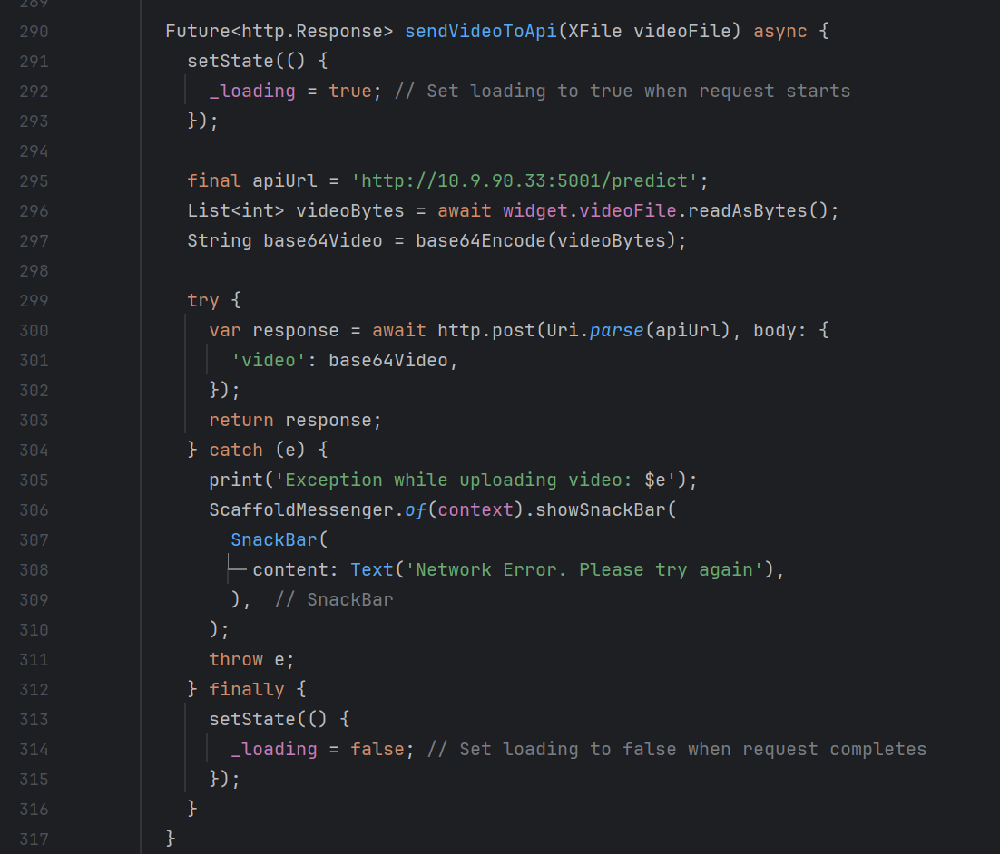 289
290 Future<http.Response> sendVideoToApi(XFile videoFile) async {
291 setState(() {
292 _loading = true; // Set loading to true when request starts
293 });
294
295 final apiUrl = 'http://10.9.90.33:5001/predict';
296 List<int> videoBytes = await widget.videoFile.readAsBytes();
297 String base64Video = base64Encode(videoBytes);
298
299 try {
300 var response = await http.post(Uri.parse(apiUrl), body: {
301 'video': base64Video,
302 });
303 return response;
304 } catch (e) {
305 print('Exception while uploading video: $e');
306 ScaffoldMessenger.of(context).showSnackBar(
307 SnackBar(
308 content: Text('Network Error. Please try again'),
309 ), // SnackBar
310 );
311 throw e;
312 } finally {
313 setState(() {
314 _loading = false; // Set loading to false when request completes
315 });
316 }
317 }